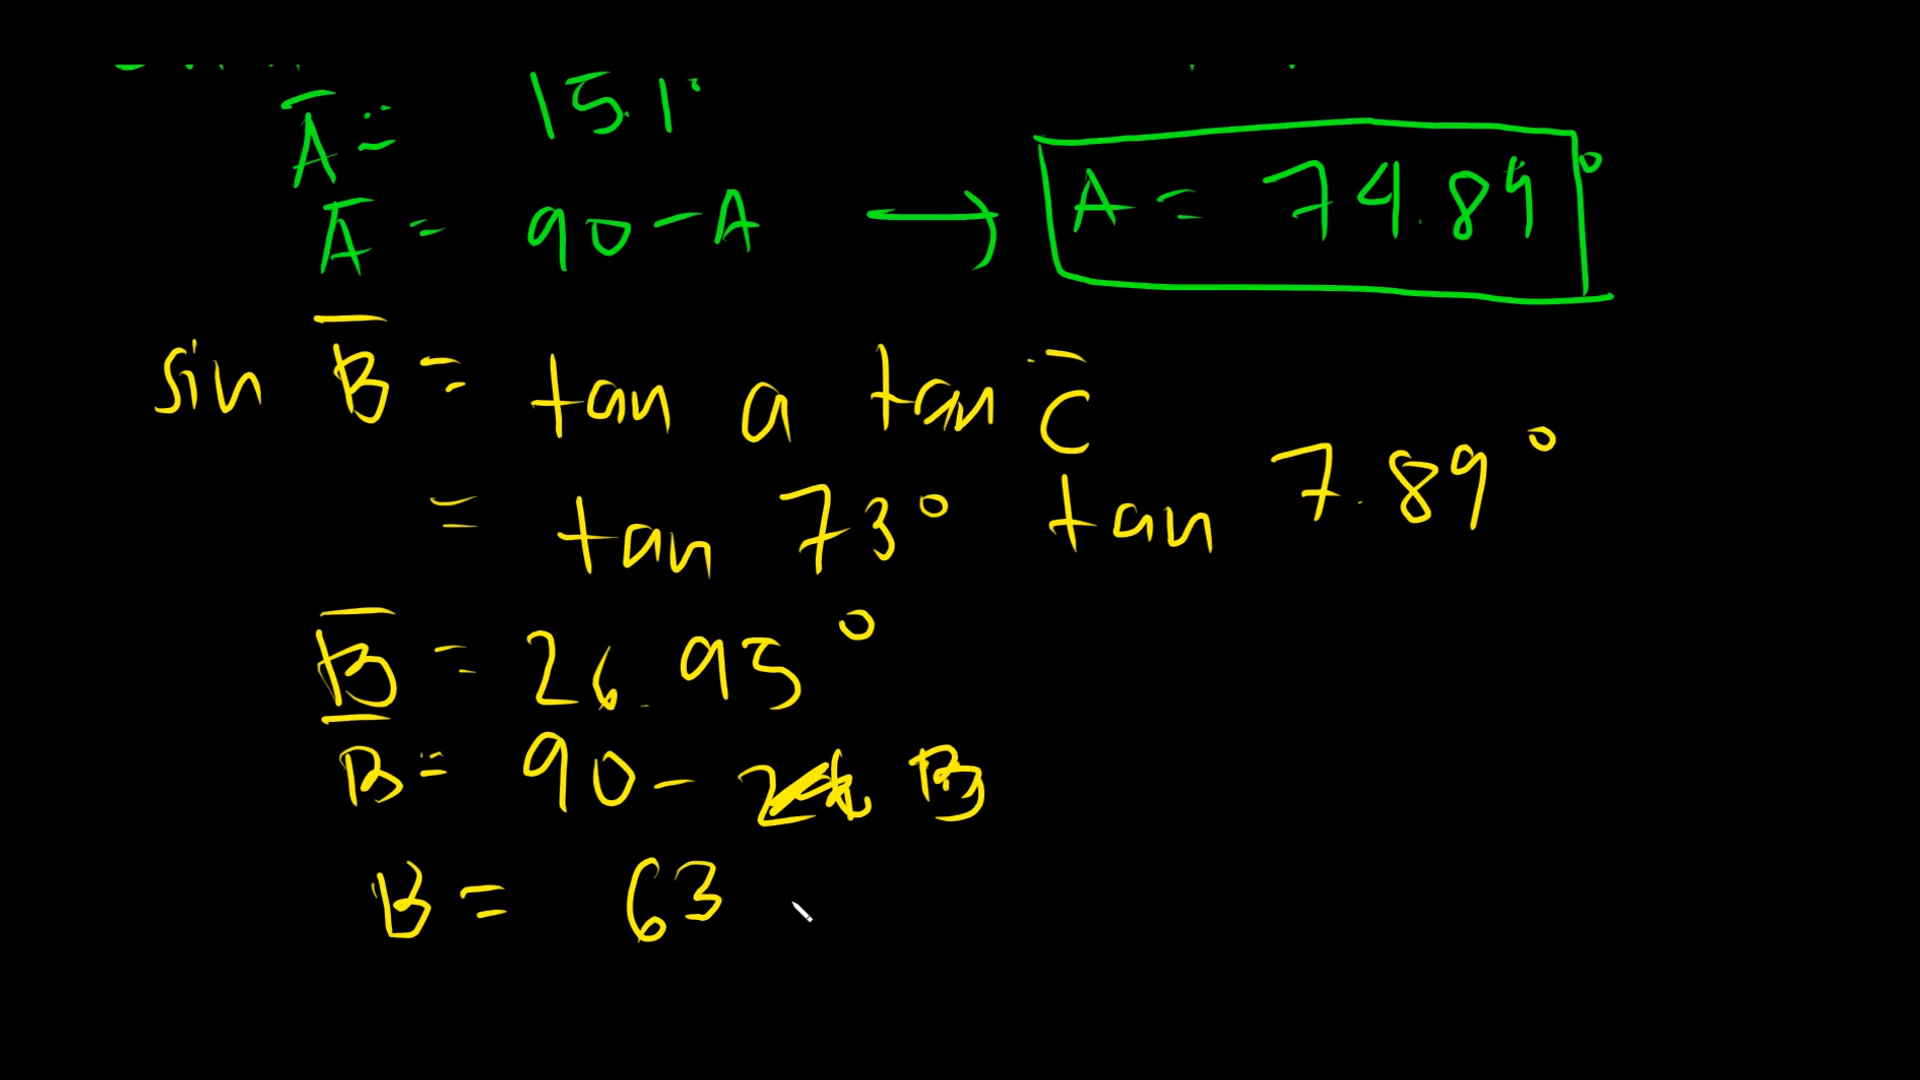 A̅ = 15.1°
A̅ = 90 - A → A = 74.89°
sin B̅ = tan a tan c̅
= tan 73° tan 7.89°
B̅ = 26.95°
B̅ = 90 - B
B = 63